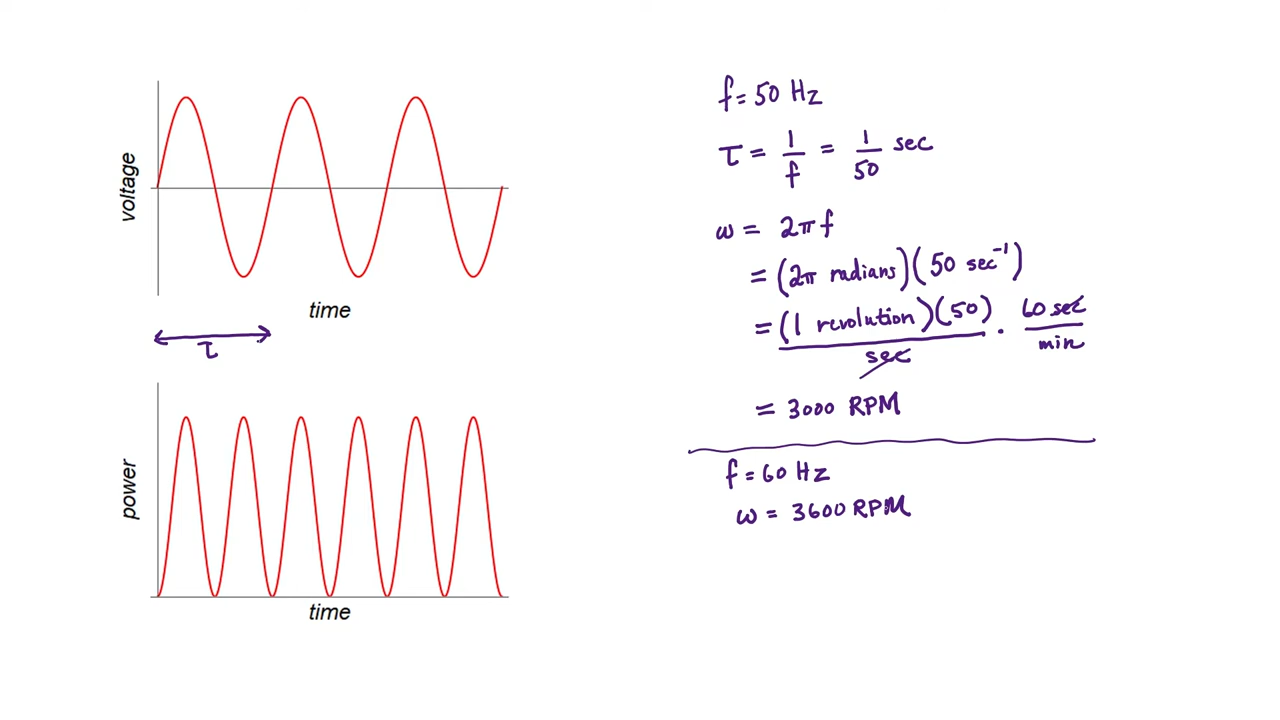 voltage
time
τ
power
time
f = 50 Hz
τ = 1/f = 1/50 sec
ω = 2π f
= (2π radians)(50 sec⁻¹)
= (1 revolution)(50)/sec · 60 sec/min
= 3000 RPM
f = 60 Hz
ω = 3600 RPM